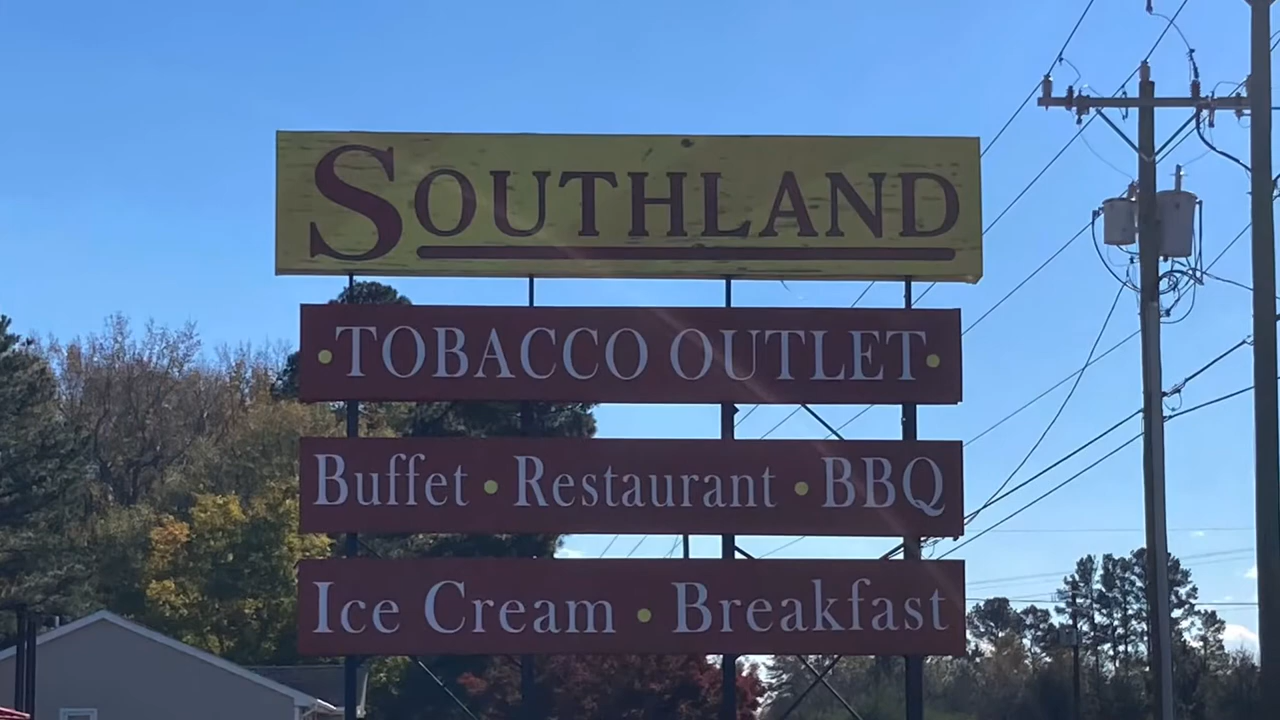 SOUTHLAND
•TOBACCO OUTLET•
Buffet • Restaurant • BBQ
Ice Cream • Breakfast